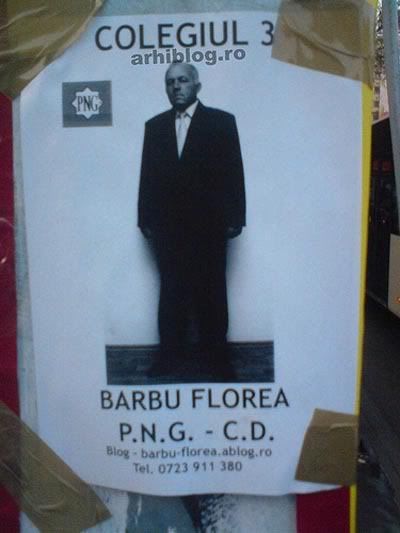 COLEGIUL 3
arhiblog.ro
PNG
BARBU FLOREA
P.N.G. - C.D.
Blog - barbu-florea.ablog.ro
Tel. 0723 911 380